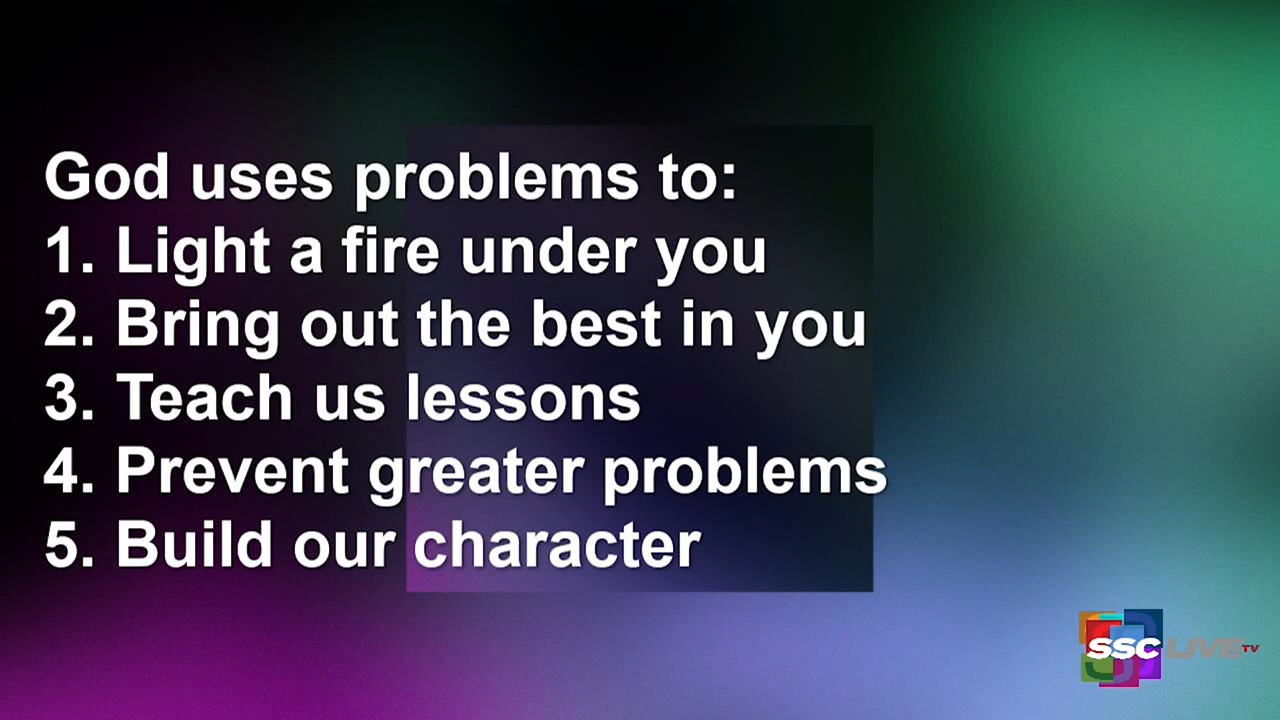 God uses problems to:
1. Light a fire under you
2. Bring out the best in you
3. Teach us lessons
4. Prevent greater problems
5. Build our character
SSC LIVE TV